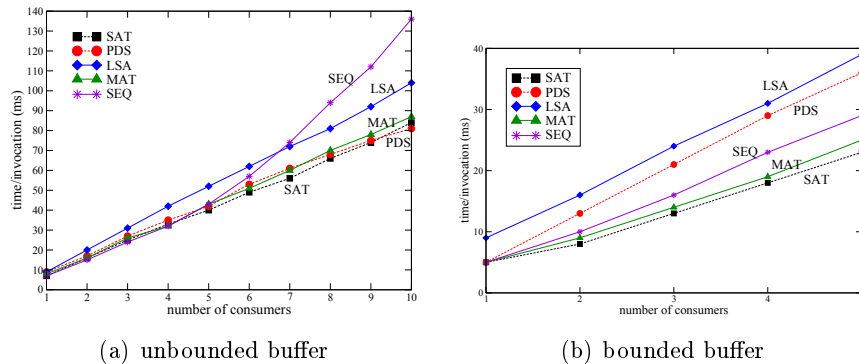 140
130
120
110
100
90
80
70
60
50
40
30
20
10
0
time/invocation (ms)
SAT
PDS
LSA
MAT
SEQ
SEQ
LSA
MAT
PDS
SAT
1 2 3 4 5 6 7 8 9 10
number of consumers
(a) unbounded buffer
40
30
20
10
0
time/invocation (ms)
SAT
PDS
LSA
MAT
SEQ
LSA
PDS
SEQ
MAT
SAT
1 2 3 4
number of consumers
(b) bounded buffer